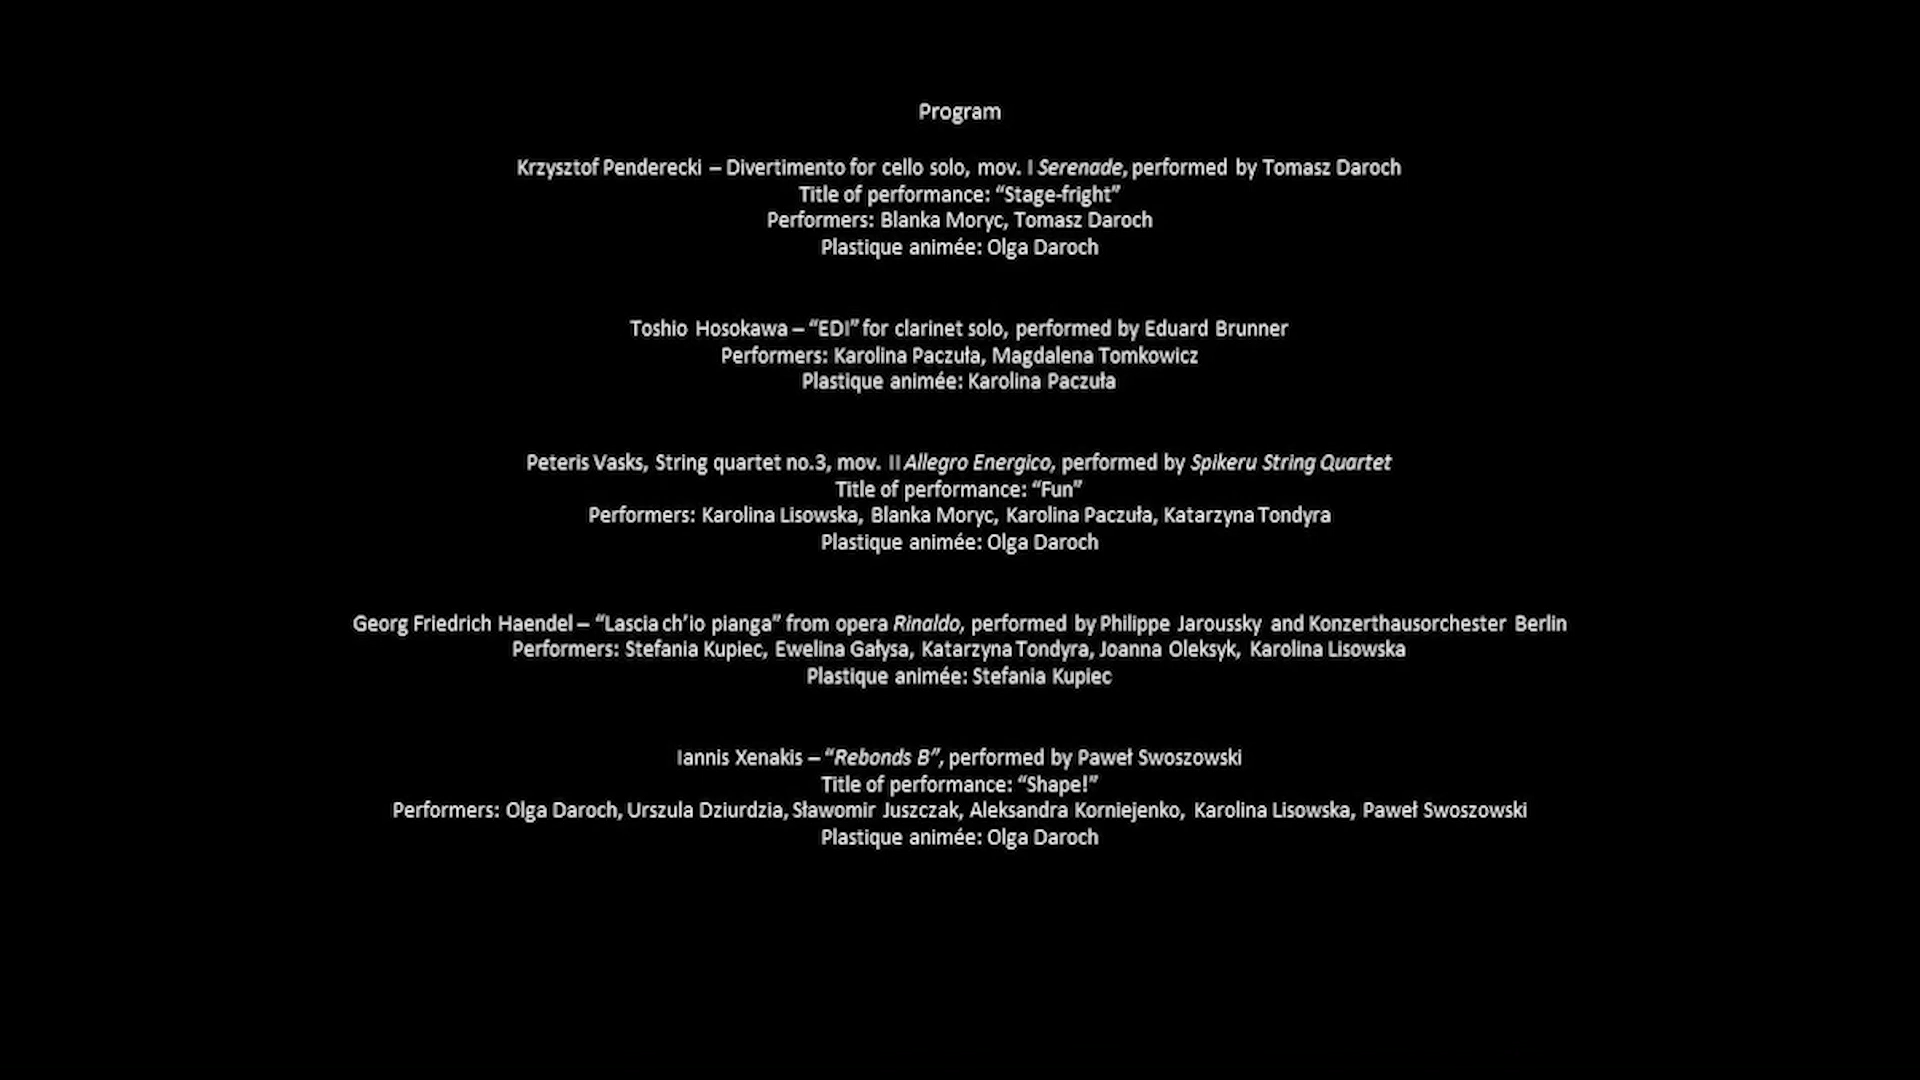 Program
Krzysztof Penderecki – Divertimento for cello solo, mov. I Serenade, performed by Tomasz Daroch
Title of performance: “Stage-fright”
Performers: Blanka Moryc, Tomasz Daroch
Plastique animée: Olga Daroch
Toshio Hosokawa – “EDI” for clarinet solo, performed by Eduard Brunner
Performers: Karolina Paczuła, Magdalena Tomkowicz
Plastique animée: Karolina Paczuła
Peteris Vasks, String quartet no.3, mov. II Allegro Energico, performed by Spikeru String Quartet
Title of performance: “Fun”
Performers: Karolina Lisowska, Blanka Moryc, Karolina Paczuła, Katarzyna Tondyra
Plastique animée: Olga Daroch
Georg Friedrich Haendel – “Lascia ch’io pianga” from opera Rinaldo, performed by Philippe Jaroussky and Konzerthausorchester Berlin
Performers: Stefania Kupiec, Ewelina Gałysa, Katarzyna Tondyra, Joanna Oleksyk, Karolina Lisowska
Plastique animée: Stefania Kupiec
Iannis Xenakis – “Rebonds B”, performed by Paweł Swoszowski
Title of performance: “Shape!”
Performers: Olga Daroch, Urszula Dziurdzia, Sławomir Juszczak, Aleksandra Korniejenko, Karolina Lisowska, Paweł Swoszowski
Plastique animée: Olga Daroch